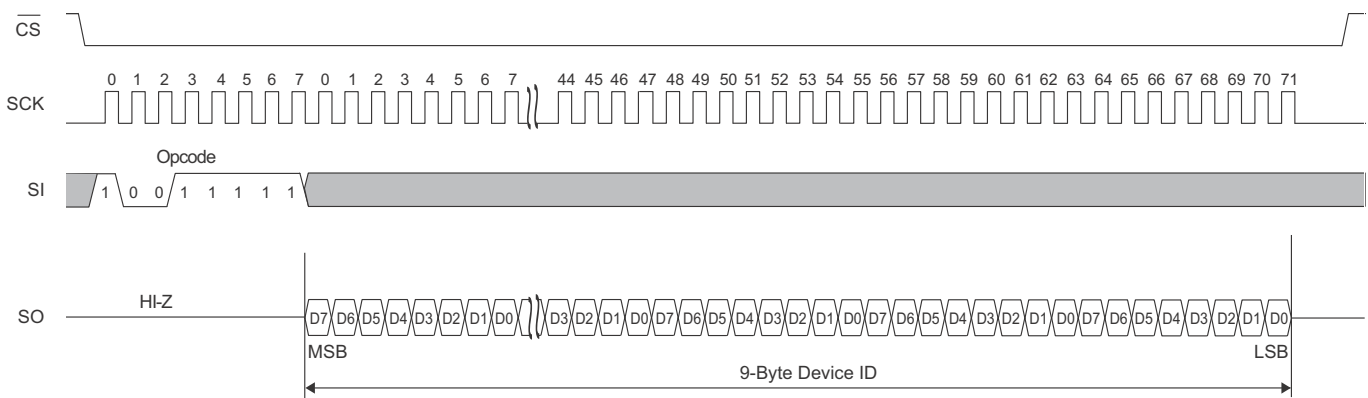 CS
0 1 2 3 4 5 6 7 0 1 2 3 4 5 6 7 44 45 46 47 48 49 50 51 52 53 54 55 56 57 58 59 60 61 62 63 64 65 66 67 68 69 70 71
SCK
Opcode
SI 1 0 0 1 1 1 1 1
HI-Z
SO D7 D6 D5 D4 D3 D2 D1 D0 D3 D2 D1 D0 D7 D6 D5 D4 D3 D2 D1 D0 D7 D6 D5 D4 D3 D2 D1 D0 D7 D6 D5 D4 D3 D2 D1 D0
MSB LSB
9-Byte Device ID